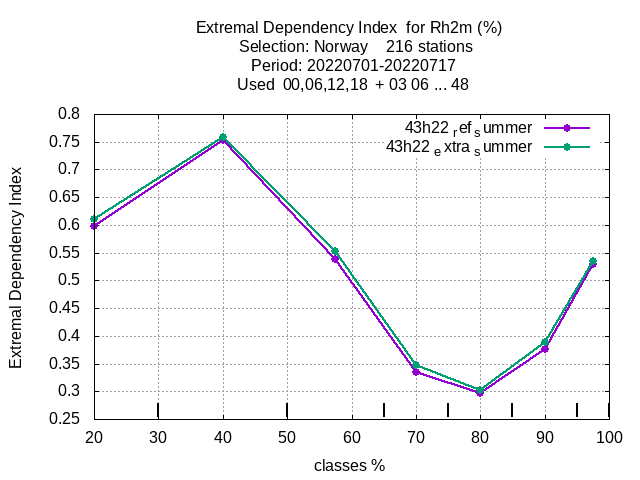 Extremal Dependency Index for Rh2m (%)
Selection: Norway 216 stations
Period: 20220701-20220717
Used 00,06,12,18 + 03 06 ... 48
43h22 ref summer
43h22 extra summer
Extremal Dependency Index
0.8
0.75
0.7
0.65
0.6
0.55
0.5
0.45
0.4
0.35
0.3
0.25
20 30 40 50 60 70 80 90 100
classes %